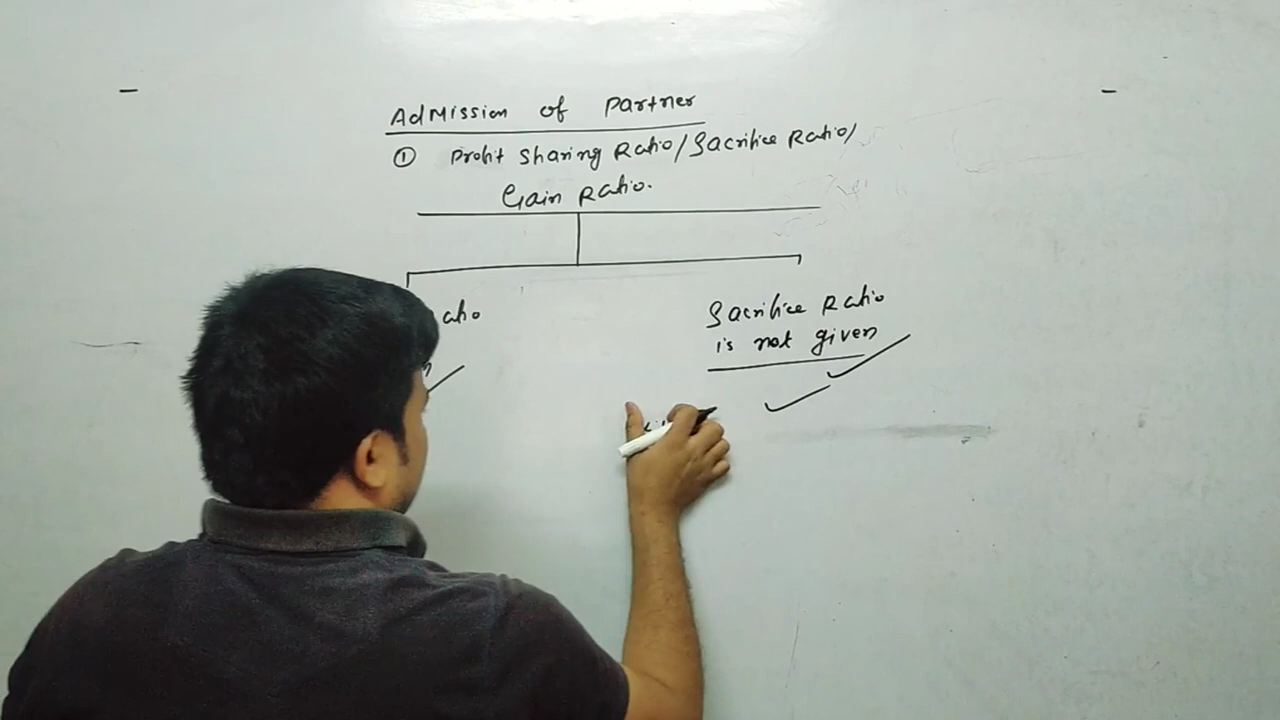 Admission of Partner
① Profit Sharing Ratio/Sacrifice Ratio/
Gain Ratio.
Sacrifice Ratio
is not given